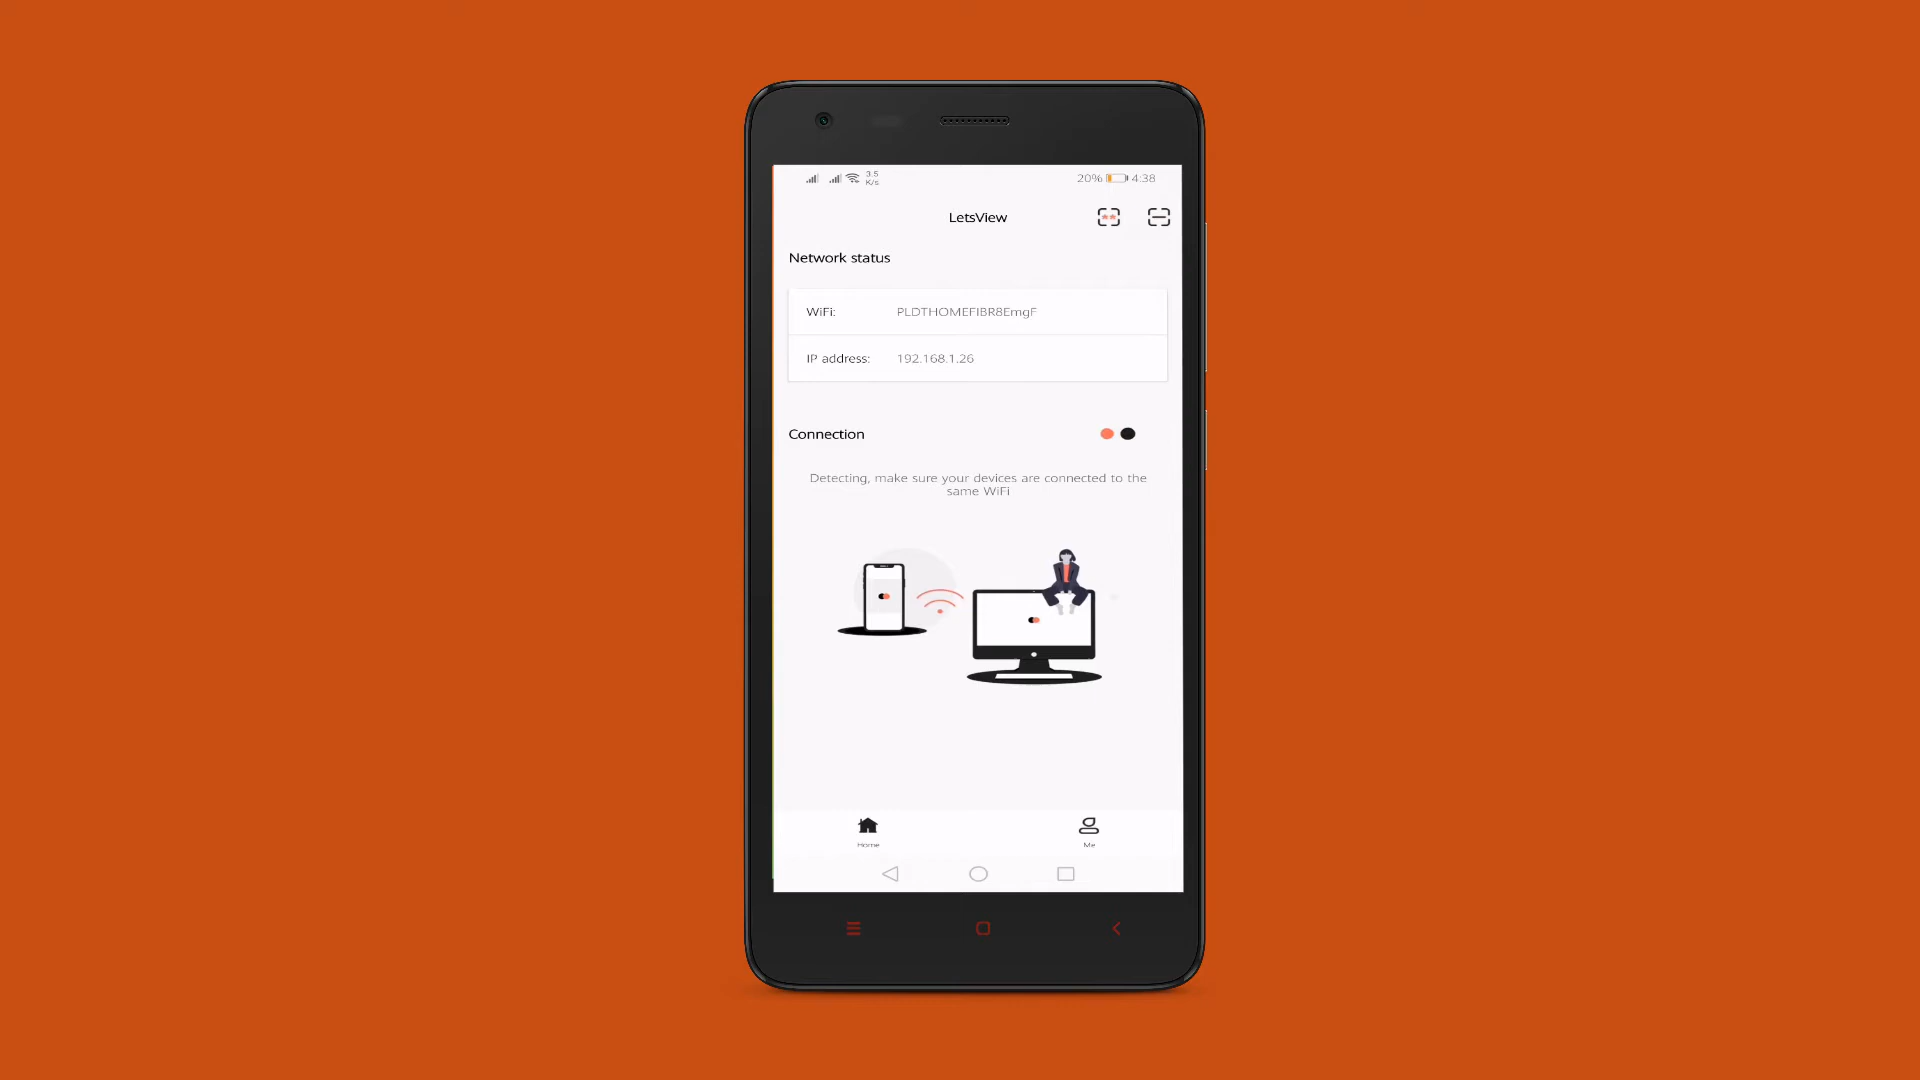 3.5
K/s
20% 4:38
LetsView
Network status
WiFi: PLDTHOMEFIBR8EmgF
IP address: 192.168.1.26
Connection
Detecting, make sure your devices are connected to the
same WiFi
Home Me